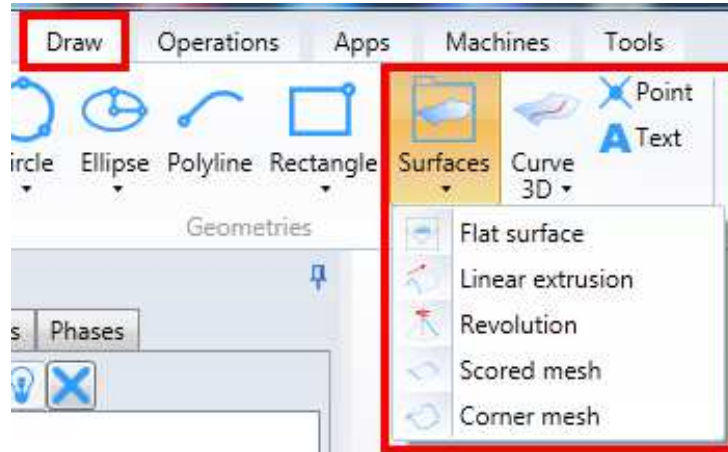 Draw Operations Apps Machines Tools
Point
Text
Ellipse Polyline Rectangle Surfaces Curve
3D
Geometries
Flat surface
Linear extrusion
Revolution
Scored mesh
Corner mesh
Phases